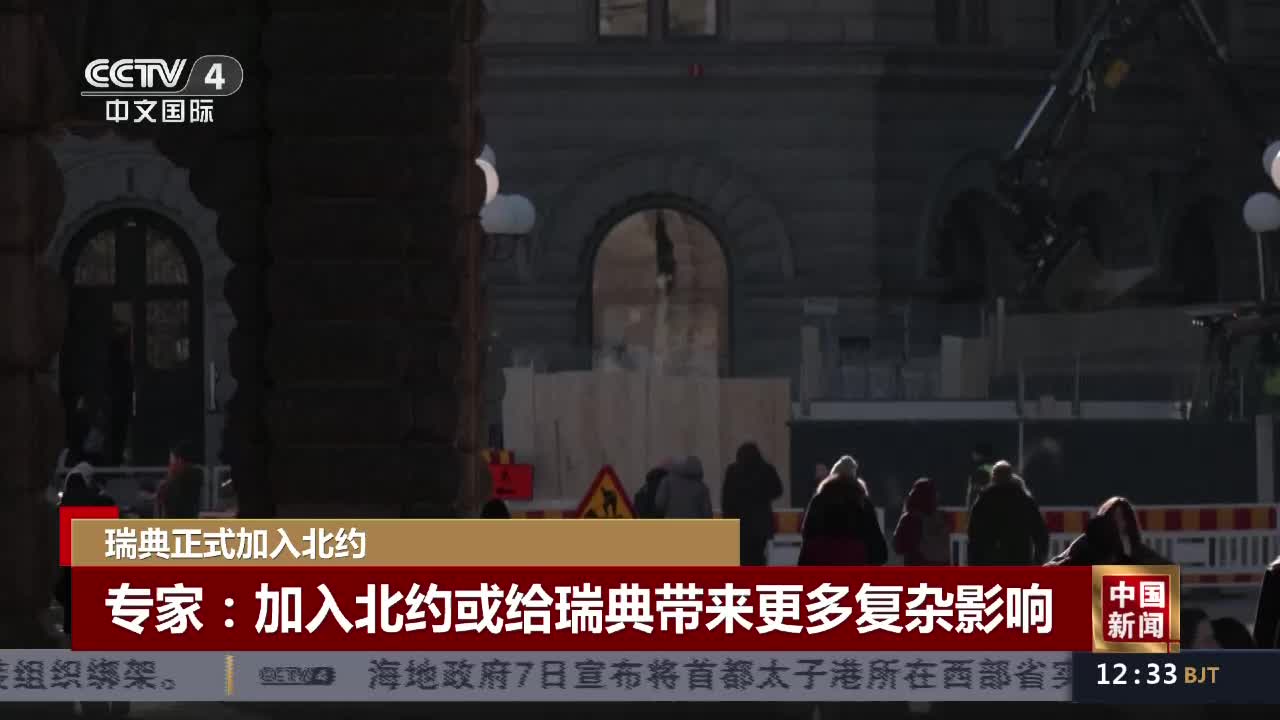 CCTV 4
中文国际
瑞典正式加入北约
专家：加入北约或给瑞典带来更多复杂影响
中国
新闻
组织绑架。 CCTV4 海地政府7日宣布将首都太子港所在西部省实
12:33 BJT